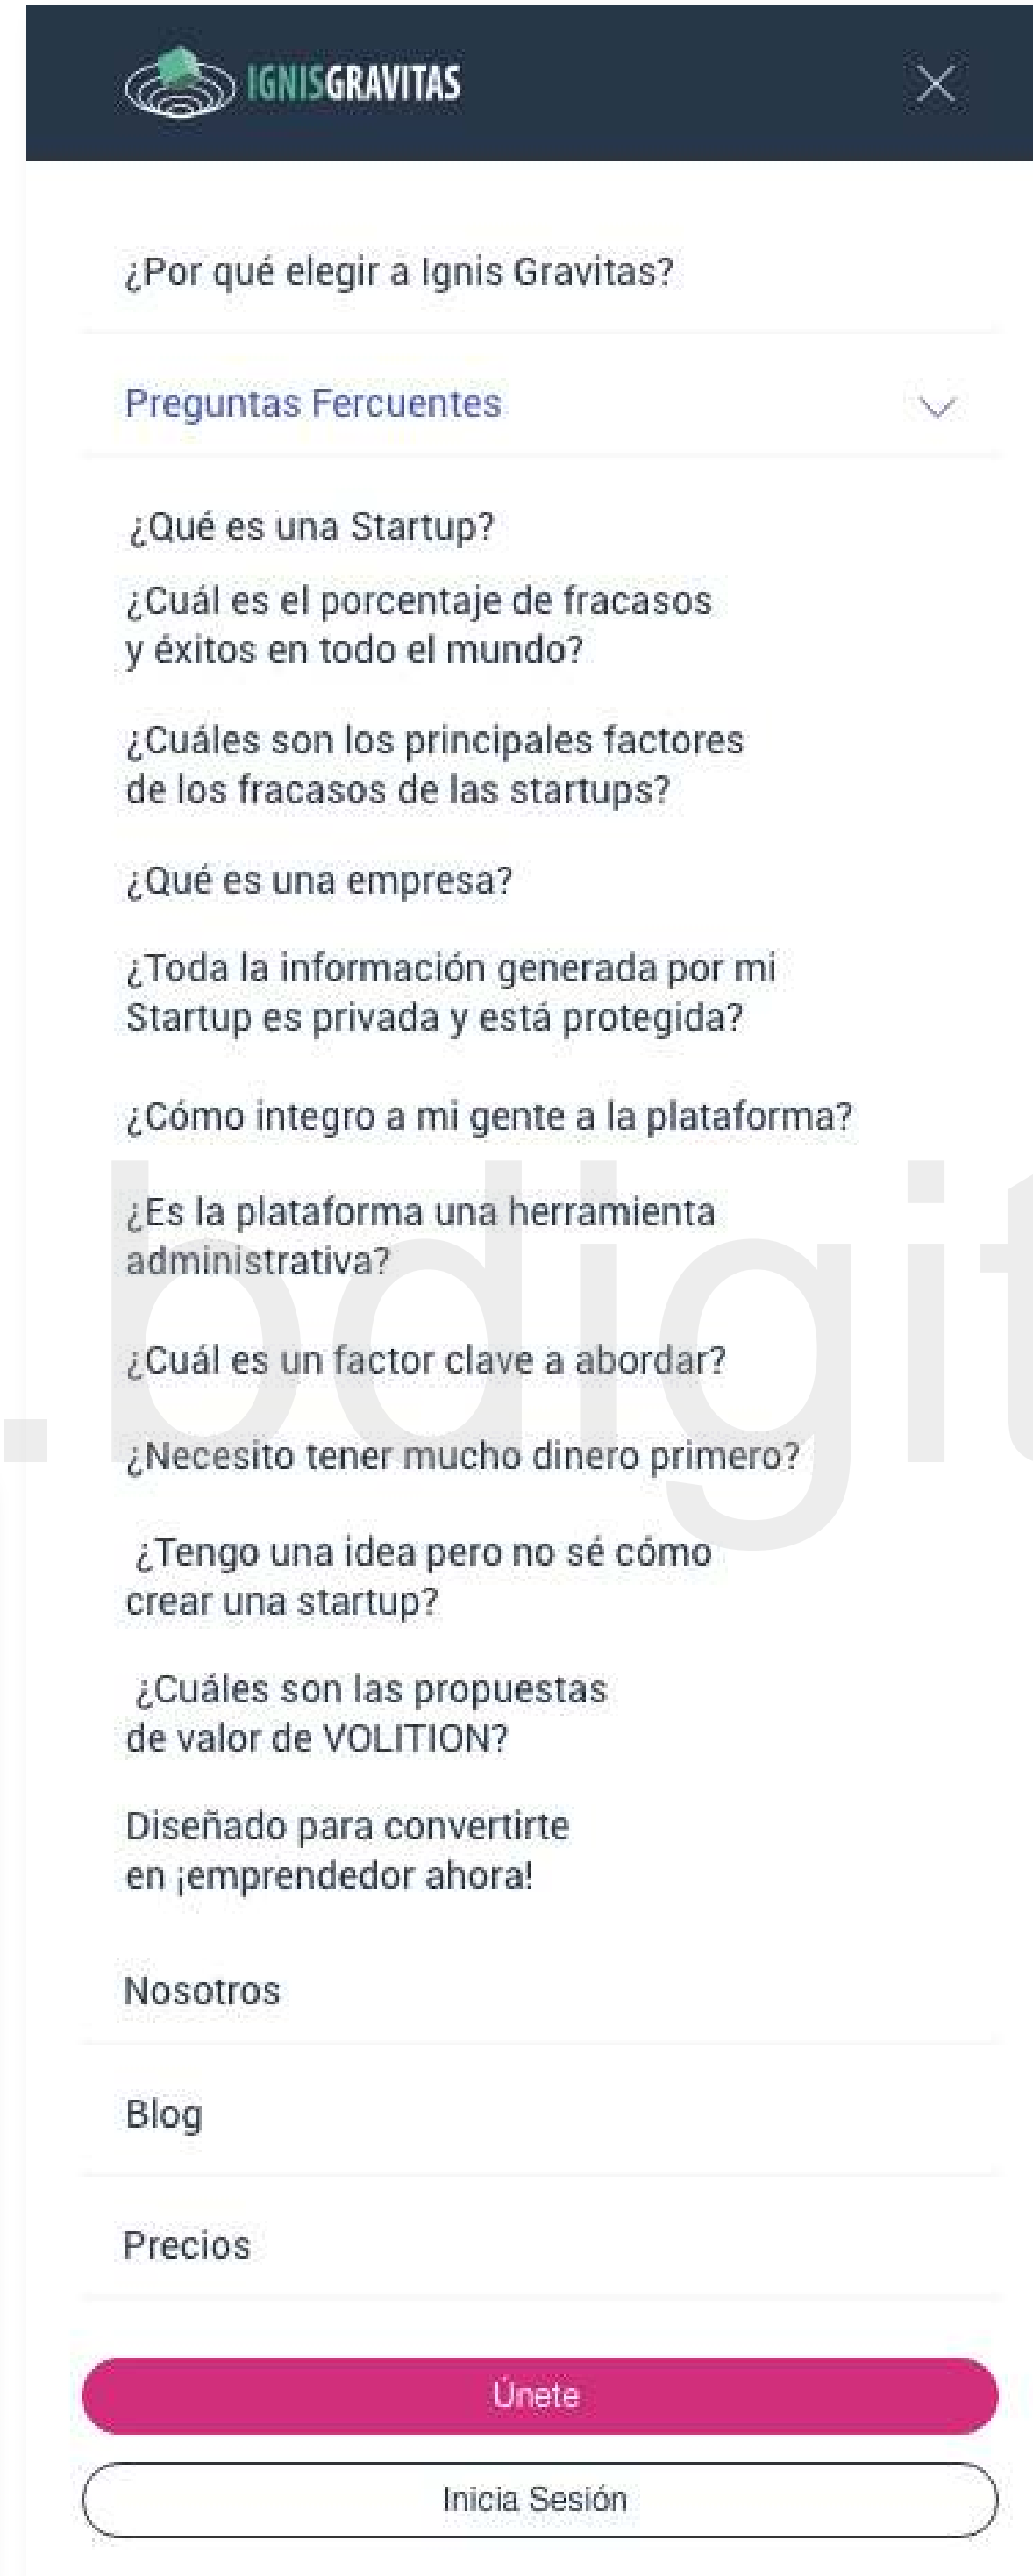 IGNISGRAVITAS
¿Por qué elegir a Ignis Gravitas?
Preguntas Fercuentes
¿Qué es una Startup?
¿Cuál es el porcentaje de fracasos
y éxitos en todo el mundo?
¿Cuáles son los principales factores
de los fracasos de las startups?
¿Qué es una empresa?
¿Toda la información generada por mi
Startup es privada y está protegida?
¿Cómo integro a mi gente a la plataforma?
¿Es la plataforma una herramienta
administrativa?
¿Cuál es un factor clave a abordar?
¿Necesito tener mucho dinero primero?
¿Tengo una idea pero no sé cómo
crear una startup?
¿Cuáles son las propuestas
de valor de VOLITION?
Diseñado para convertirte
en ¡emprendedor ahora!
Nosotros
Blog
Precios
Únete
Inicia Sesión
.bdigit